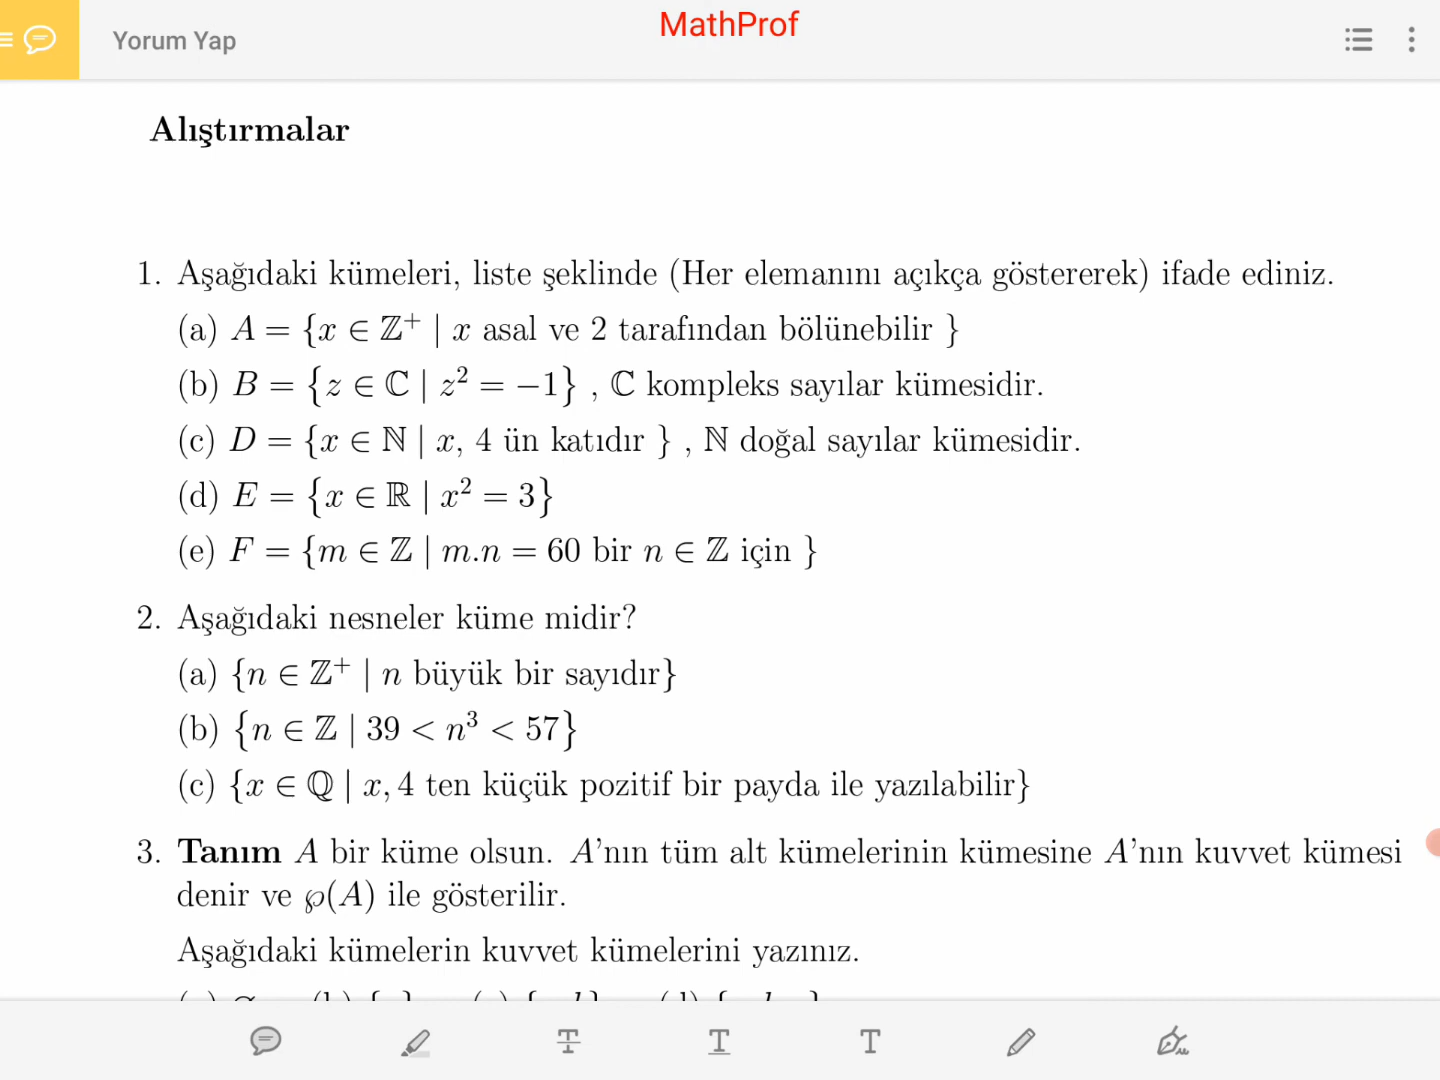 MathProf
Yorum Yap
Alıştırmalar
1. Aşağıdaki kümeleri, liste şeklinde (Her elemanını açıkça göstererek) ifade ediniz.
(a) A = {x ∈ ℤ⁺ | x asal ve 2 tarafından bölünebilir }
(b) B = {z ∈ ℂ | z² = −1} , ℂ kompleks sayılar kümesidir.
(c) D = {x ∈ ℕ | x, 4 ün katıdır } , ℕ doğal sayılar kümesidir.
(d) E = {x ∈ ℝ | x² = 3}
(e) F = {m ∈ ℤ | m.n = 60 bir n ∈ ℤ için }
2. Aşağıdaki nesneler küme midir?
(a) {n ∈ ℤ⁺ | n büyük bir sayıdır}
(b) {n ∈ ℤ | 39 < n³ < 57}
(c) {x ∈ ℚ | x, 4 ten küçük pozitif bir payda ile yazılabilir}
3. Tanım A bir küme olsun. A'nın tüm alt kümelerinin kümesine A'nın kuvvet kümesi
denir ve ℘(A) ile gösterilir.
Aşağıdaki kümelerin kuvvet kümelerini yazınız.